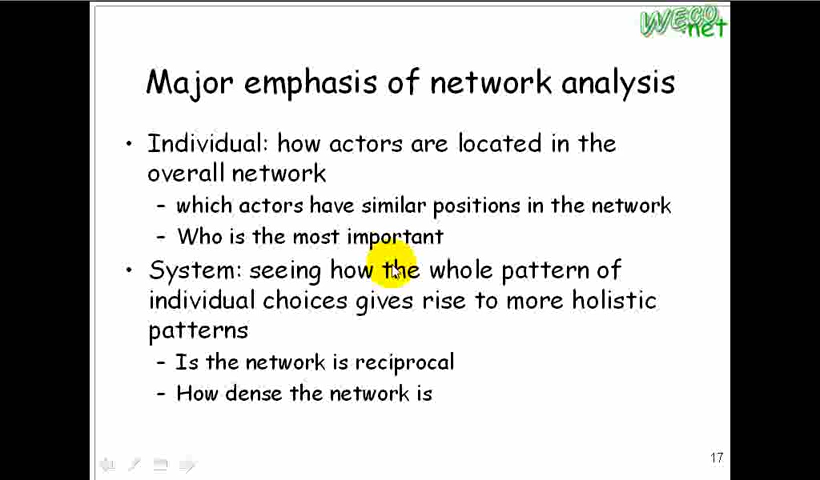 WECO
.net
Major emphasis of network analysis
• Individual: how actors are located in the
overall network
– which actors have similar positions in the network
– Who is the most important
• System: seeing how the whole pattern of
individual choices gives rise to more holistic
patterns
– Is the network is reciprocal
– How dense the network is
17